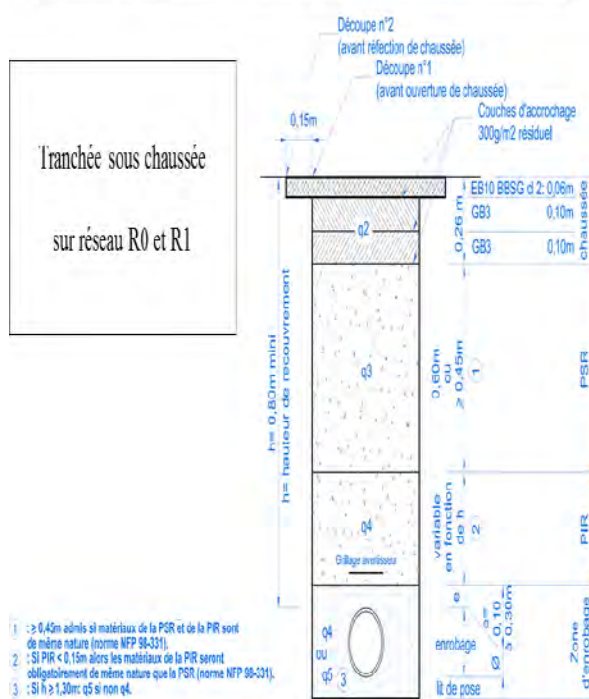 Découpe n°2
(avant réfection de chaussée)
Découpe n°1
(avant ouverture de chaussée)
Couches d'accrochage
300g/m2 résiduel
0,15m
Tranchée sous chaussée
sur réseau R0 et R1
EB10 BBSG cl 2: 0,06m
GB3 0,10m
GB3 0,10m
0,26 m
chaussée
q2
q3
0,60m
ou
≥ 0,45m
1
PSR
h= 0,80m mini
h= hauteur de recouvrement
q4
Grillage avertisseur
variable
en fonction
de h
2
PIR
e
enrobage
Ø
lit de pose
Zone
d'enrobage
q4
ou
q5
3
1 : ≥ 0,45m admis si matériaux de la PSR et de la PIR sont
de même nature (norme NFP 98-331).
2 : Si PIR < 0,15m alors les matériaux de la PIR seront
obligatoirement de même nature que la PSR (norme NFP 98-331).
3 : Si h ≥ 1,30m: q5 si non q4.